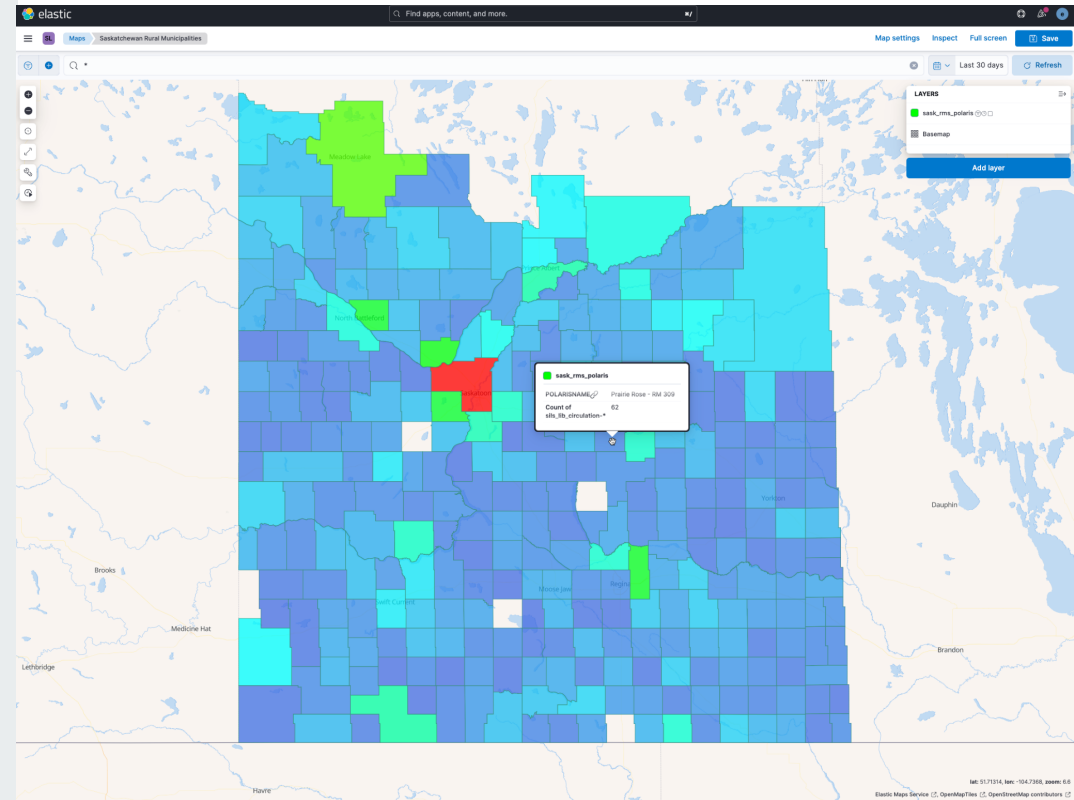 elastic
Find apps, content, and more.
⌘/
SL
Maps
Saskatchewan Rural Municipalities
Map settings
Inspect
Full screen
Save
*
Last 30 days
Refresh
LAYERS
sask_rms_polaris
Basemap
Add layer
Meadow Lake
Prince Albert
North Battleford
Saskatoon
sask_rms_polaris
POLARISNAME
Prairie Rose - RM 309
Count of
sils_lib_circulation-*
62
Yorkton
Dauphin
Brooks
Moose Jaw
Regina
Swift Current
Medicine Hat
Lethbridge
Brandon
Havre
lat: 51.71314, lon: -104.7368, zoom: 6.6
Elastic Maps Service, OpenMapTiles, OpenStreetMap contributors